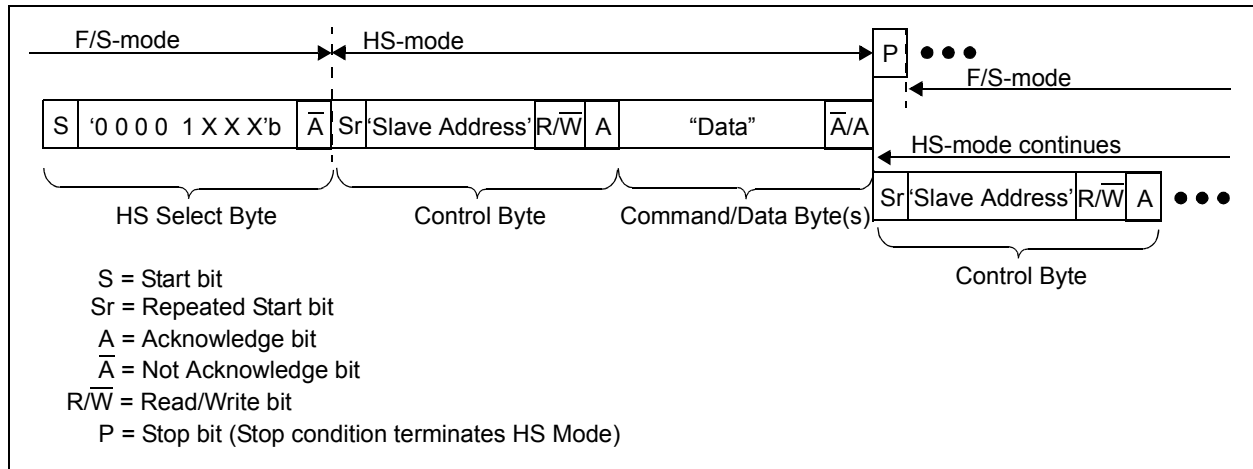 F/S-mode HS-mode P ●●●
F/S-mode
S ‘0 0 0 0 1 X X X’b A̅ Sr ‘Slave Address’ R/W̅ A “Data” A̅/A
HS-mode continues
HS Select Byte Control Byte Command/Data Byte(s) Sr ‘Slave Address’ R/W̅ A ●●●
Control Byte
S = Start bit
Sr = Repeated Start bit
A = Acknowledge bit
A̅ = Not Acknowledge bit
R/W̅ = Read/Write bit
P = Stop bit (Stop condition terminates HS Mode)